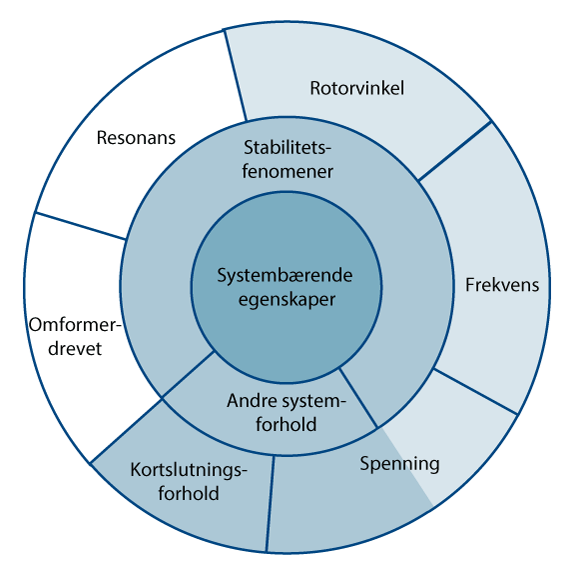 Rotorvinkel
Resonans
Stabilitets-
fenomener
Systembærende
egenskaper
Frekvens
Omformer-
drevet
Andre system-
forhold
Kortslutnings-
forhold
Spenning